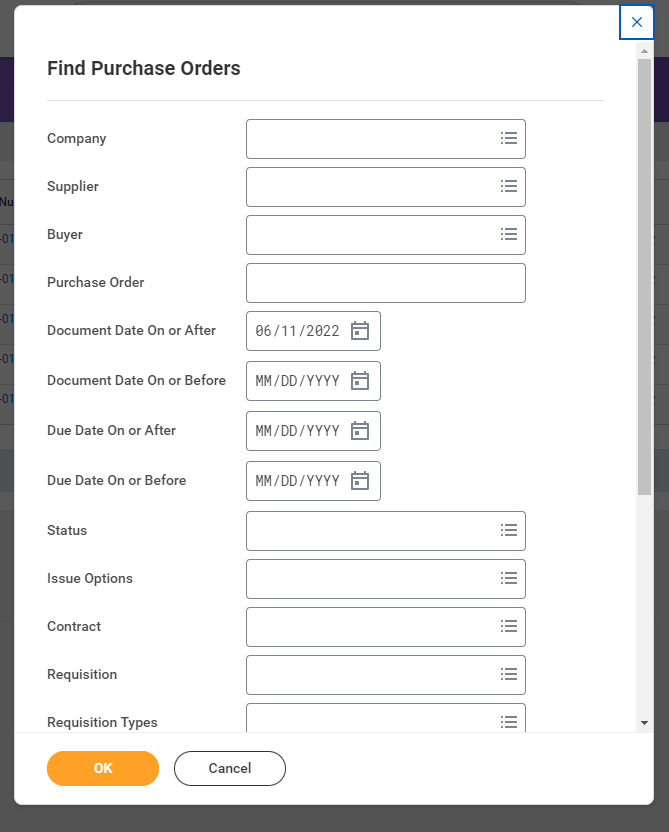 Find Purchase Orders
Company
Supplier
Buyer
Purchase Order
Document Date On or After 06/11/2022
Document Date On or Before MM/DD/YYYY
Due Date On or After MM/DD/YYYY
Due Date On or Before MM/DD/YYYY
Status
Issue Options
Contract
Requisition
Requisition Types
OK Cancel